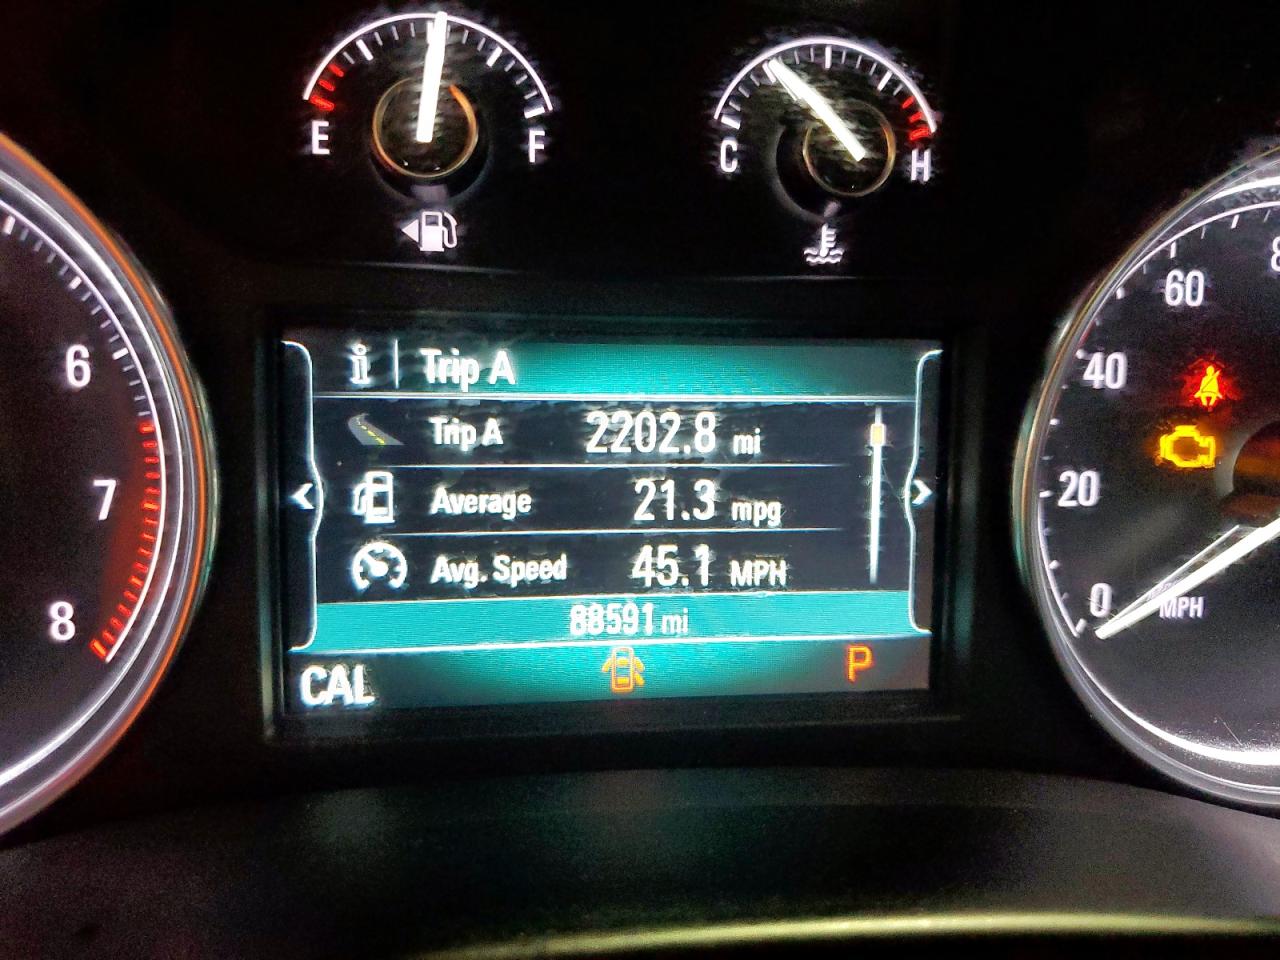 E F
C H
6
7
8
i Trip A
Trip A 2202.8 mi
Average 21.3 mpg
Avg. Speed 45.1 MPH
88591 mi
CAL P
60
40
20
0
MPH